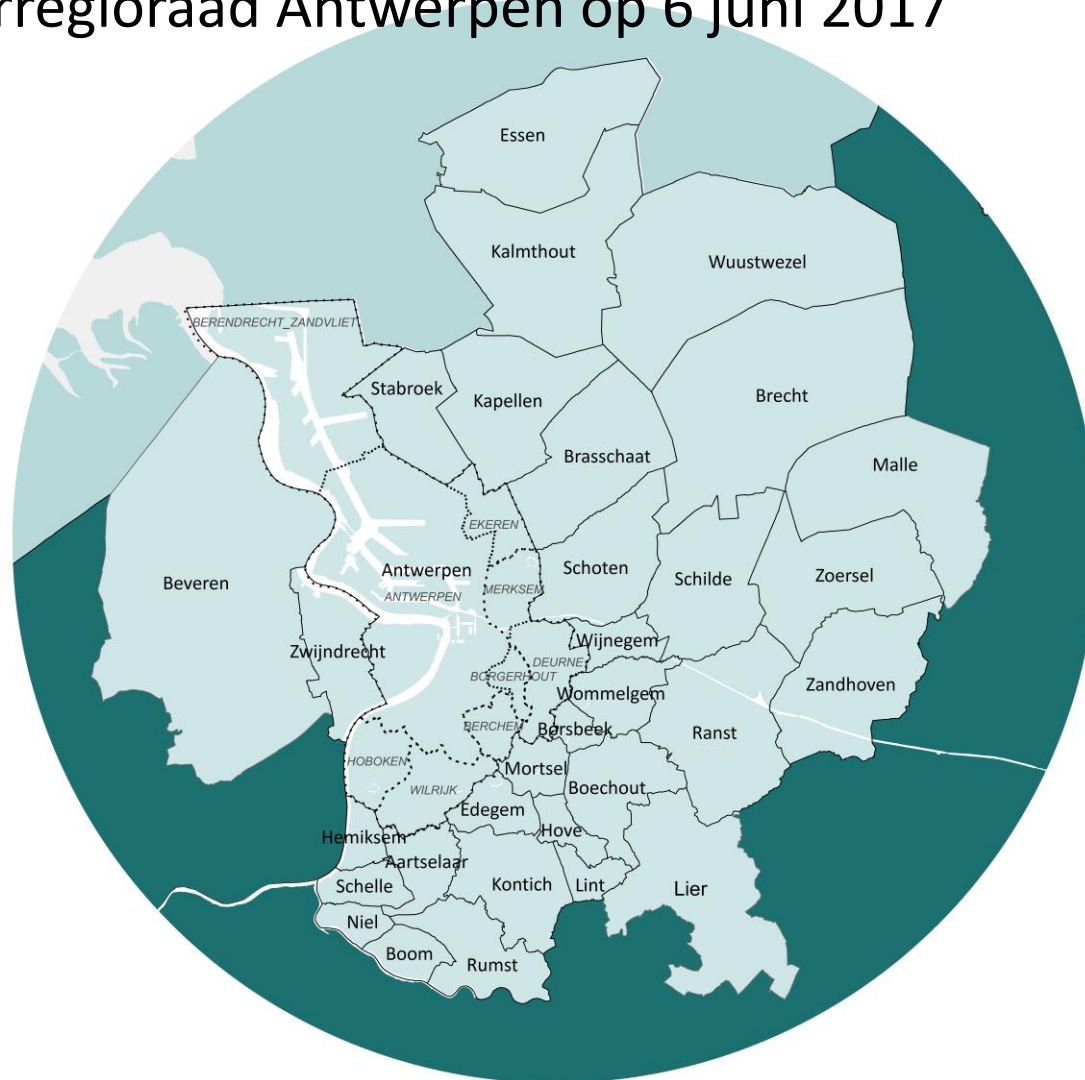 rregioraad Antwerpen op 6 juni 2017
Essen
Kalmthout
Wuustwezel
BERENDRECHT_ZANDVLIET
Stabroek
Kapellen
Brecht
Brasschaat
Malle
EKEREN
Antwerpen
Schoten
Schilde
Zoersel
Beveren
ANTWERPEN
MERKSEM
Wijnegem
Zwijndrecht
DEURNE
BORGERHOUT
Wommelgem
Zandhoven
BERCHEM
Borsbeek
Ranst
HOBOKEN
Mortsel
WILRIJK
Boechout
Edegem
Hove
Hemiksem
Aartselaar
Schelle
Kontich
Lint
Lier
Niel
Boom
Rumst